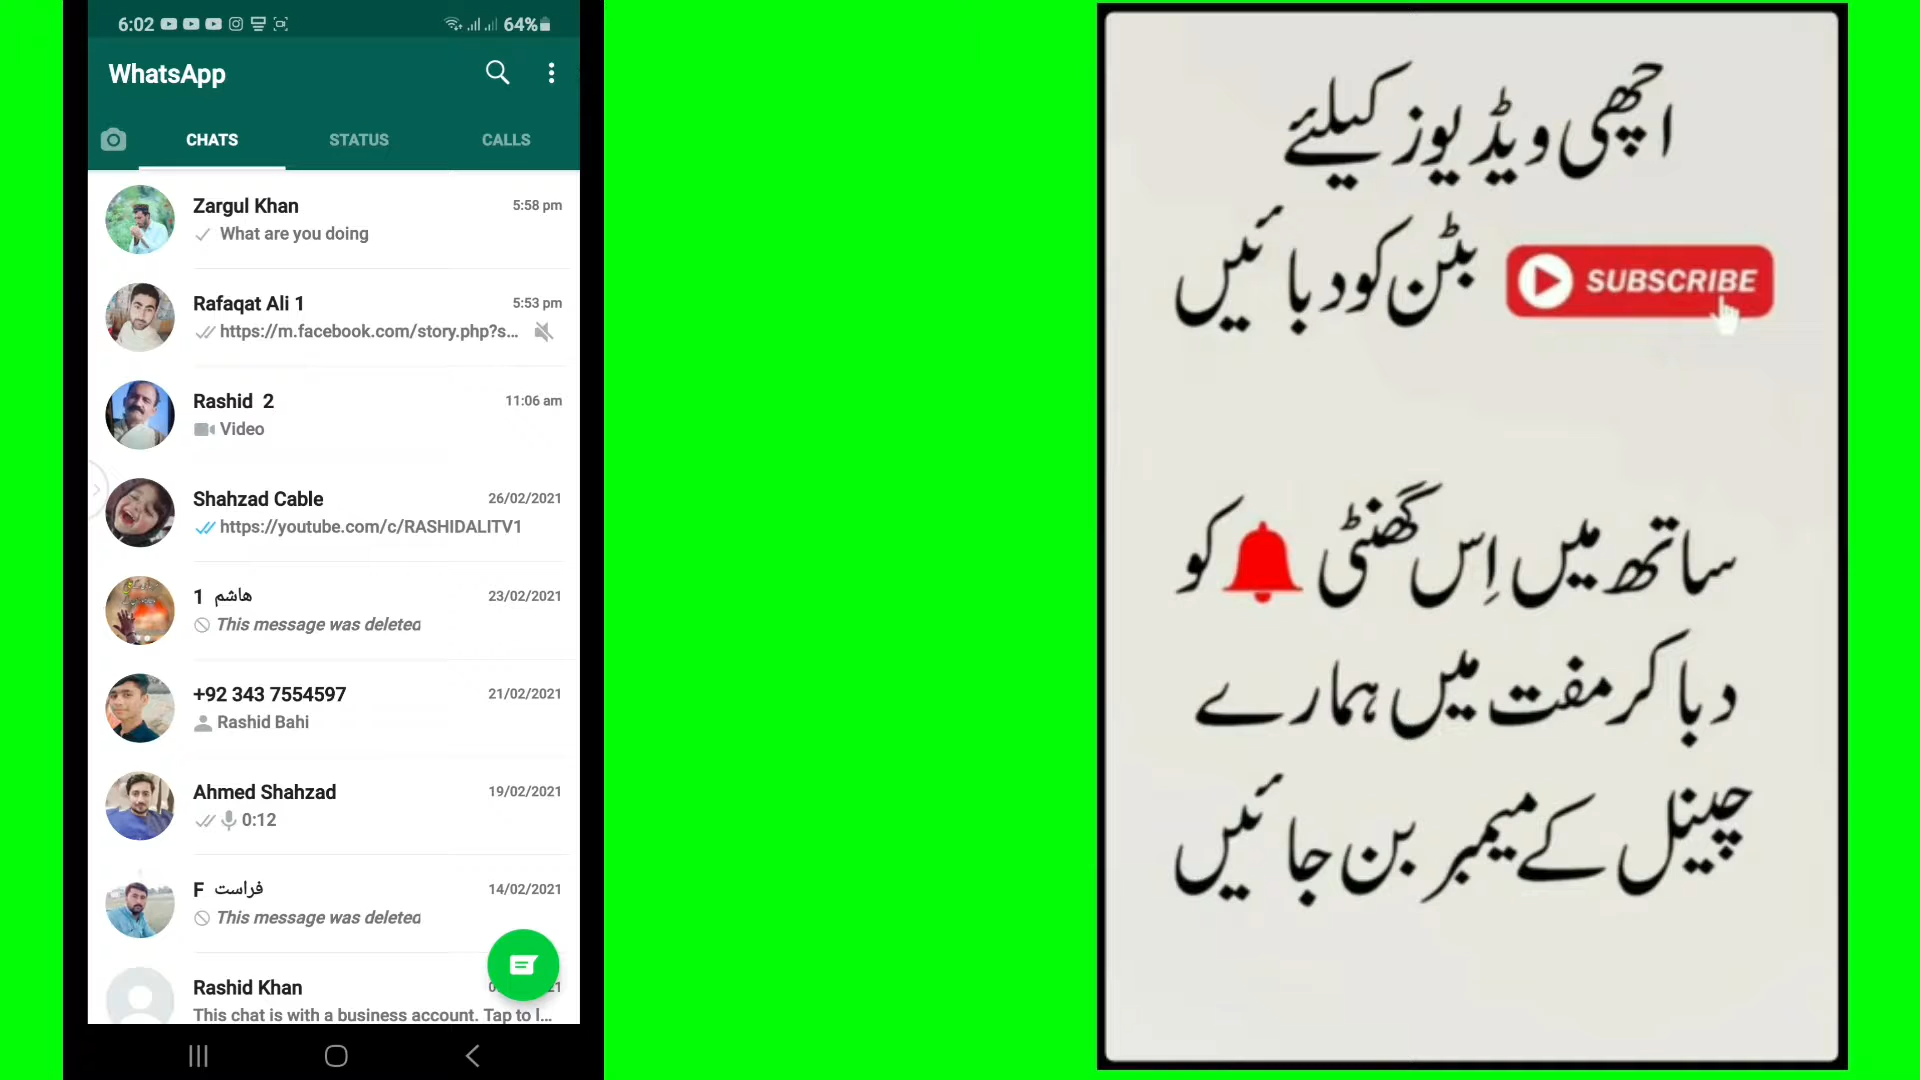 6:02
64%
WhatsApp
CHATS STATUS CALLS
Zargul Khan 5:58 pm
What are you doing
Rafaqat Ali 1 5:53 pm
https://m.facebook.com/story.php?s...
Rashid 2 11:06 am
Video
Shahzad Cable 26/02/2021
https://youtube.com/c/RASHIDALITV1
1 هاشم 23/02/2021
This message was deleted
+92 343 7554597 21/02/2021
Rashid Bahi
Ahmed Shahzad 19/02/2021
0:12
F فراست 14/02/2021
This message was deleted
Rashid Khan
This chat is with a business account. Tap to l...
اچھی ویڈیوز کیلئے
SUBSCRIBE بٹن کو دبائیں
ساتھ میں اِس گھنٹی کو
دبا کر مفت میں ہمارے
چینل کے میمبر بن جائیں